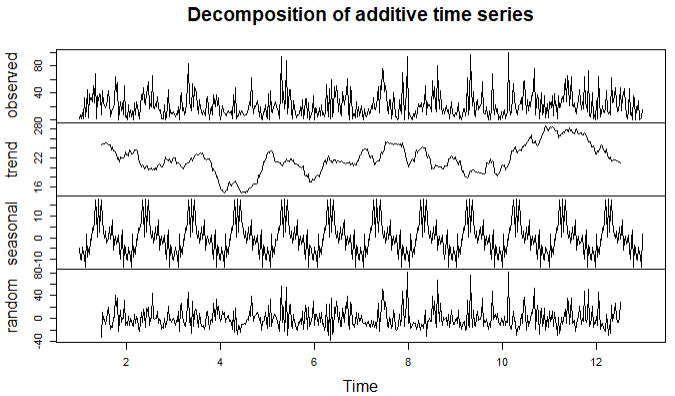 Decomposition of additive time series
observed
0 40 80
trend
16 22 28
seasonal
-10 0 10
random
-40 0 40 80
2 4 6 8 10 12
Time